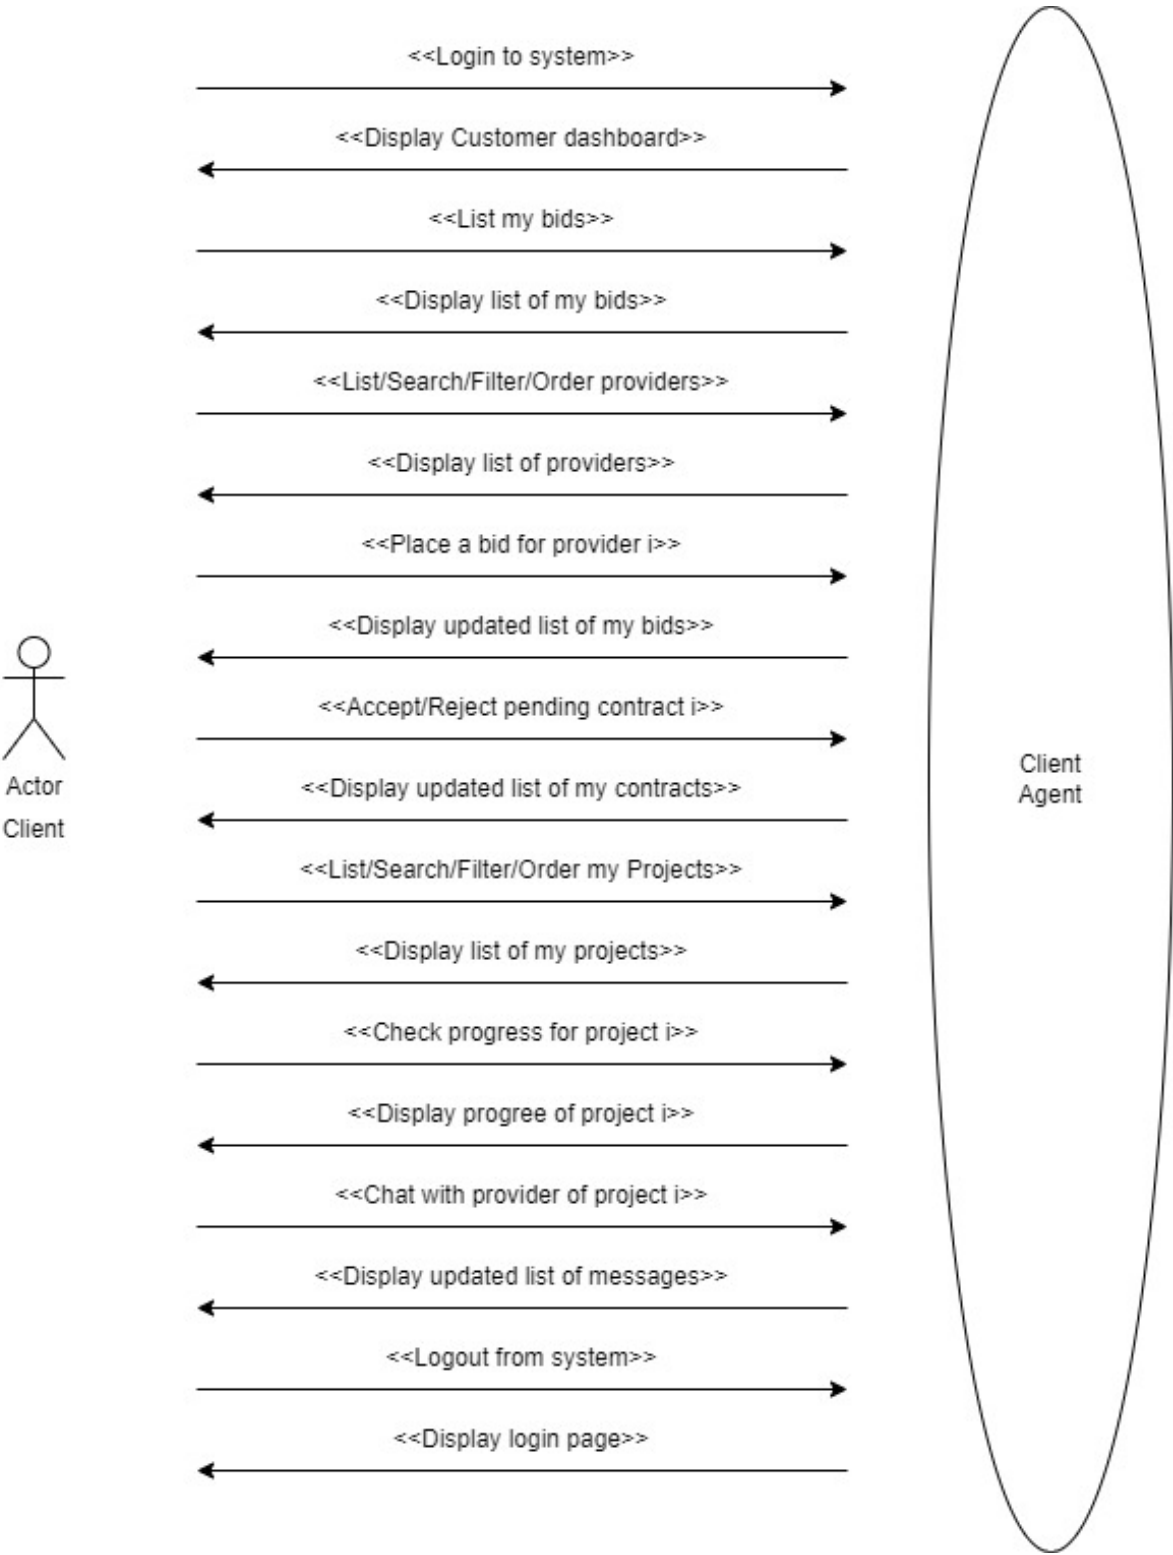 <<Login to system>>
<<Display Customer dashboard>>
<<List my bids>>
<<Display list of my bids>>
<<List/Search/Filter/Order providers>>
<<Display list of providers>>
<<Place a bid for provider i>>
<<Display updated list of my bids>>
<<Accept/Reject pending contract i>>
<<Display updated list of my contracts>>
<<List/Search/Filter/Order my Projects>>
<<Display list of my projects>>
<<Check progress for project i>>
<<Display progree of project i>>
<<Chat with provider of project i>>
<<Display updated list of messages>>
<<Logout from system>>
<<Display login page>>
Actor
Client
Client
Agent